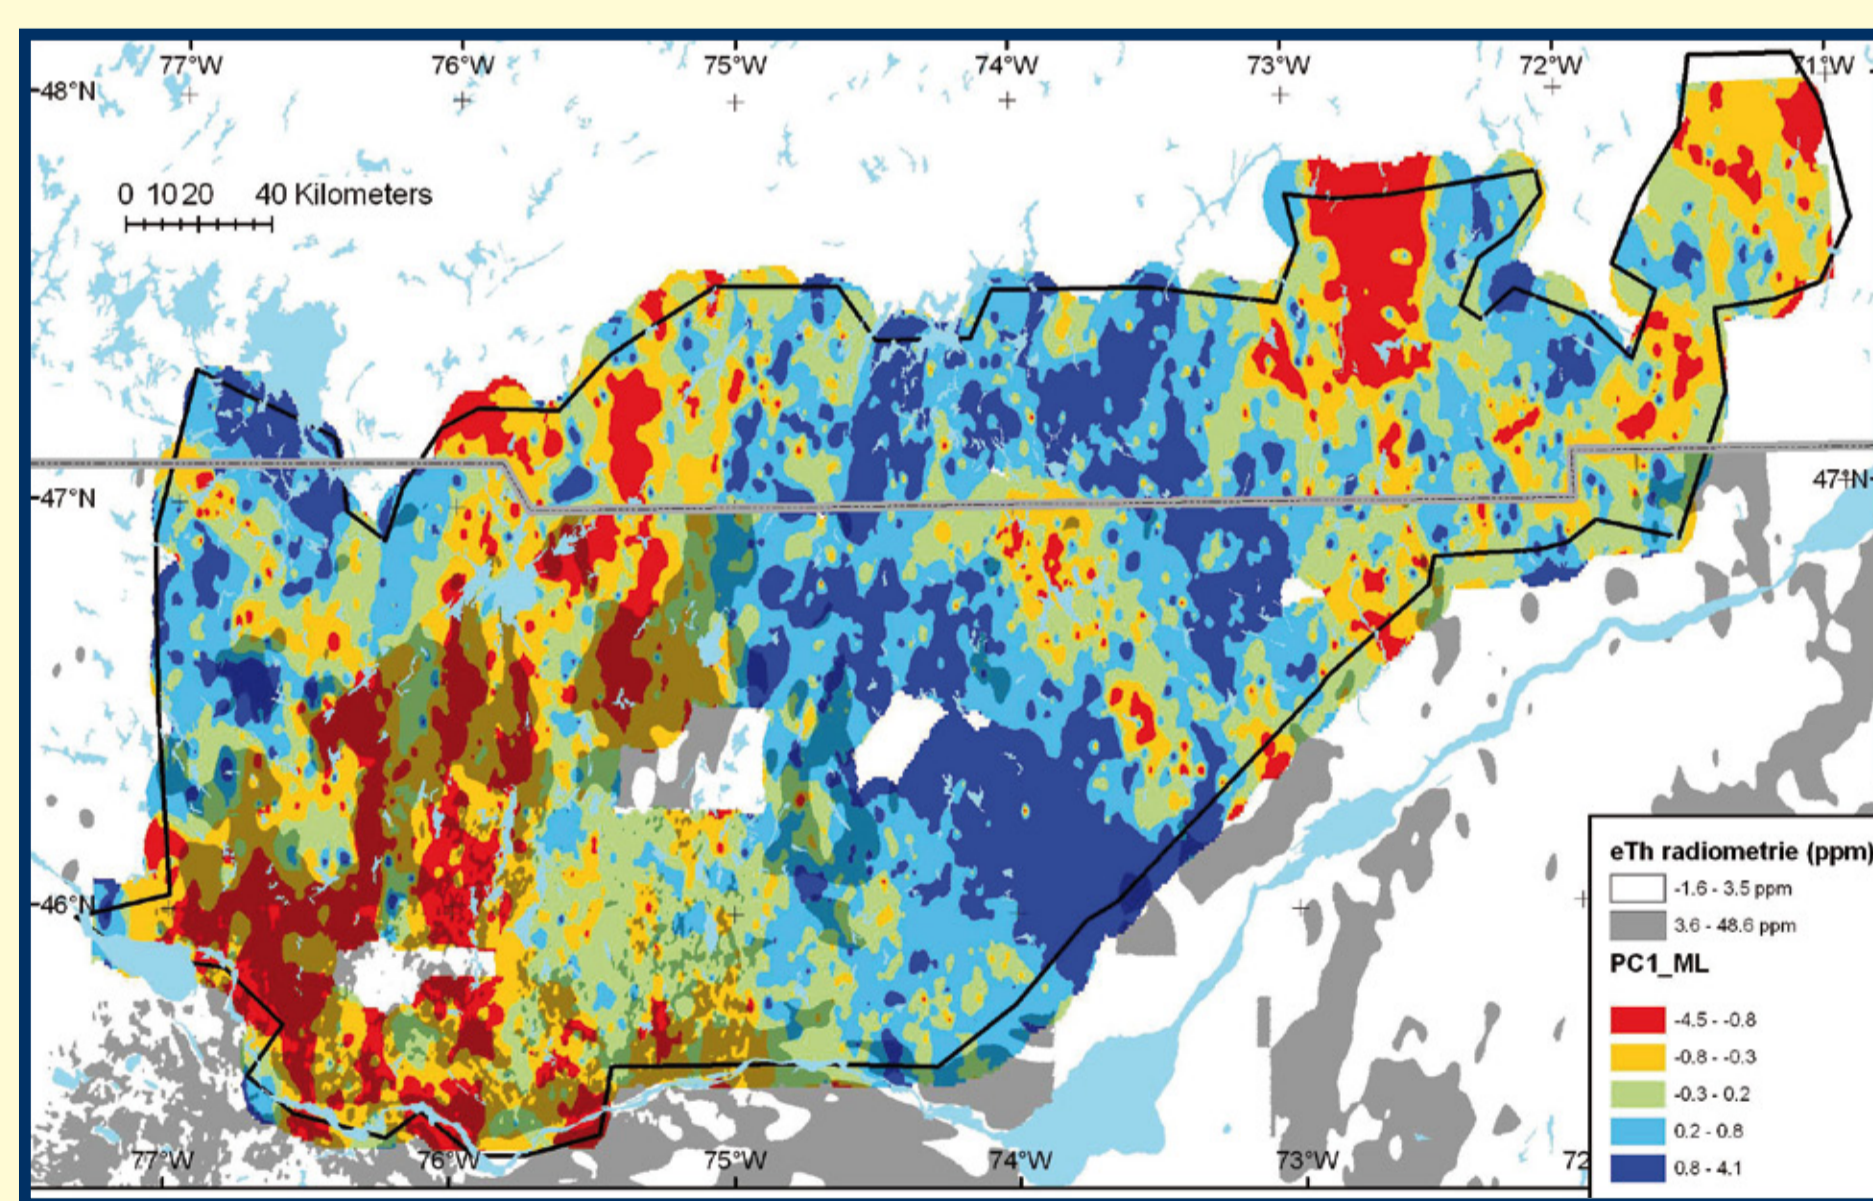 77°W 76°W 75°W 74°W 73°W 72°W 71°W
48°N
0 10 20 40 Kilometers
47°N 47°N
46°N
eTh radiometrie (ppm)
-1.6 - 3.5 ppm
3.6 - 48.6 ppm
PC1_ML
-4.5 - -0.8
-0.8 - -0.3
-0.3 - 0.2
0.2 - 0.8
0.8 - 4.1
77°W 76°W 75°W 74°W 73°W 72